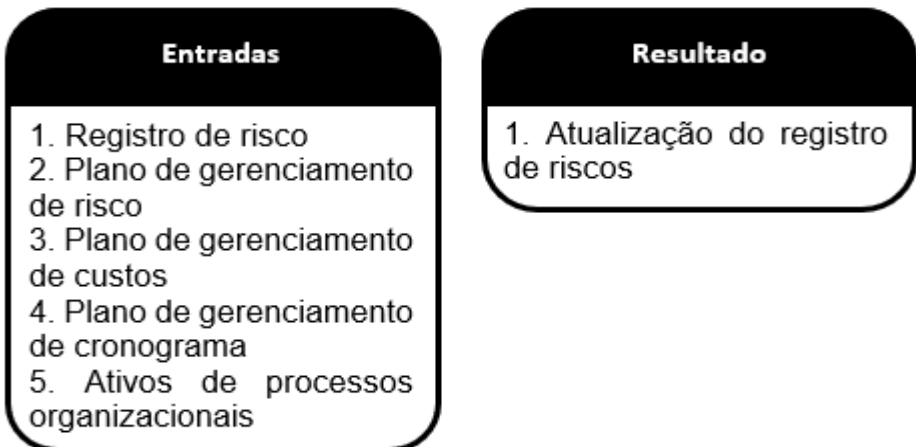 Entradas
1. Registro de risco
2. Plano de gerenciamento
de risco
3. Plano de gerenciamento
de custos
4. Plano de gerenciamento
de cronograma
5. Ativos de processos
organizacionais
Resultado
1. Atualização do registro
de riscos